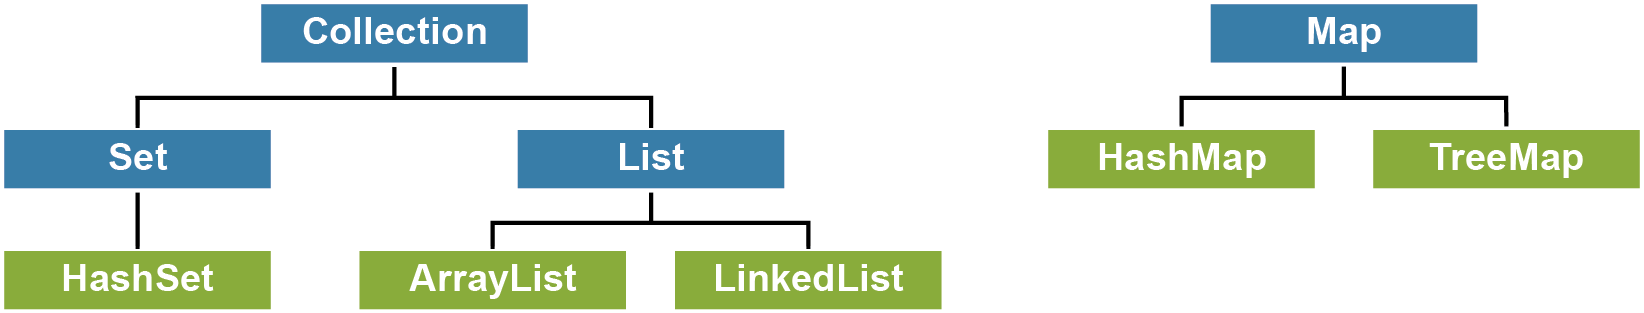 Collection
Map
Set
List
HashMap
TreeMap
HashSet
ArrayList
LinkedList